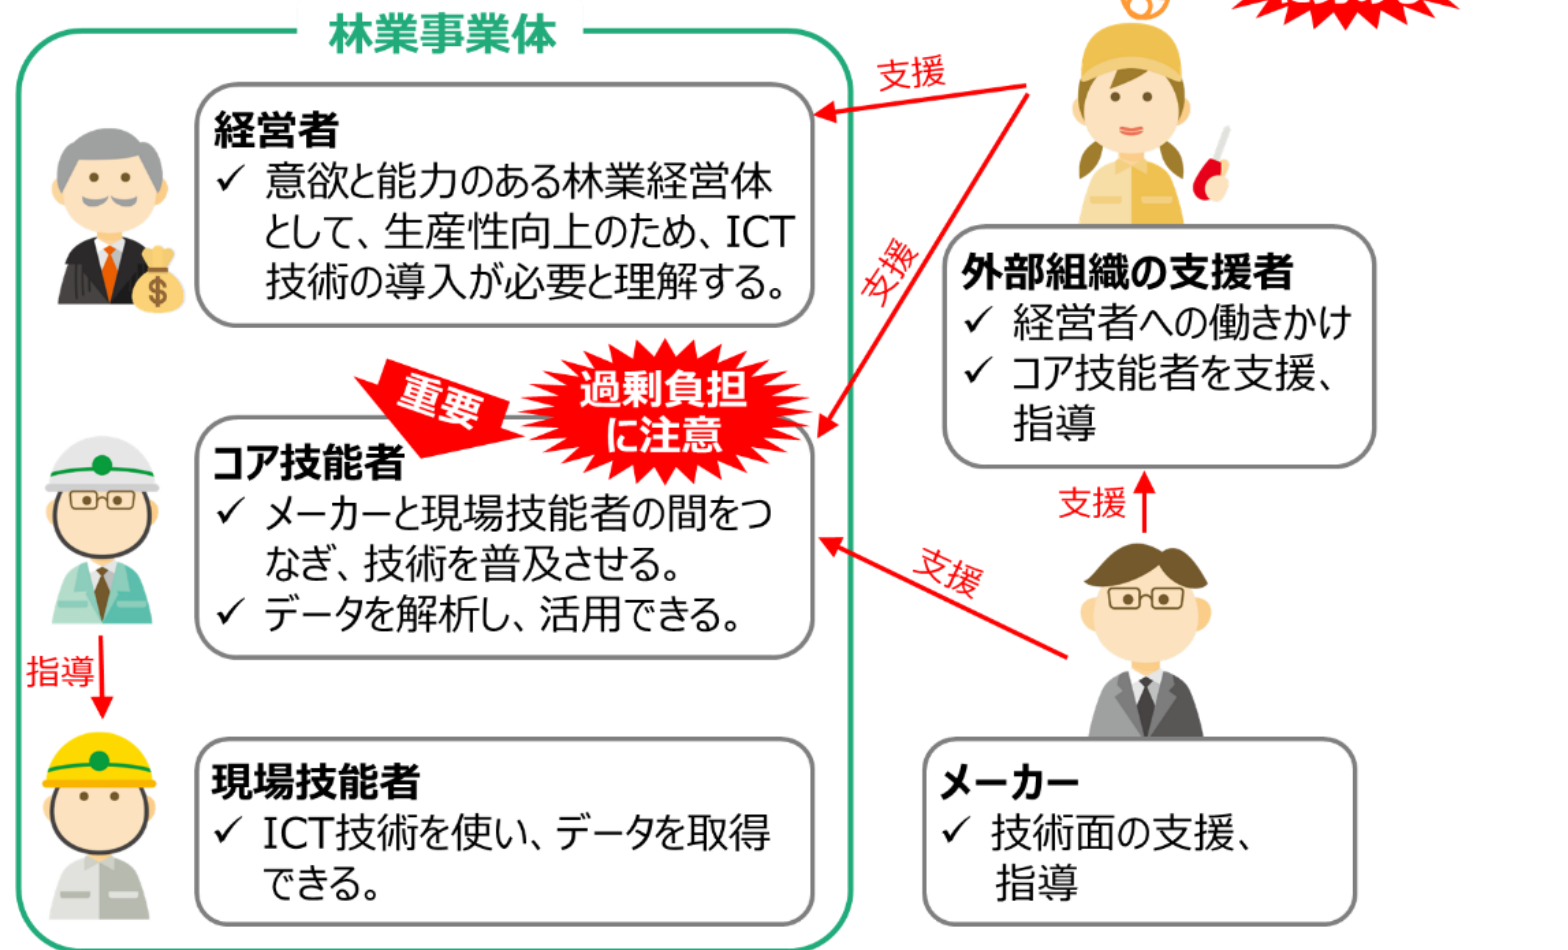 林業事業体
経営者
✓ 意欲と能力のある林業経営体
として、生産性向上のため、ICT
技術の導入が必要と理解する。
支援
支援
外部組織の支援者
✓ 経営者への働きかけ
✓ コア技能者を支援、
指導
重要
過剰負担
に注意
コア技能者
✓ メーカーと現場技能者の間をつ
なぎ、技術を普及させる。
✓ データを解析し、活用できる。
支援
支援
指導
現場技能者
✓ ICT技術を使い、データを取得
できる。
メーカー
✓ 技術面の支援、
指導